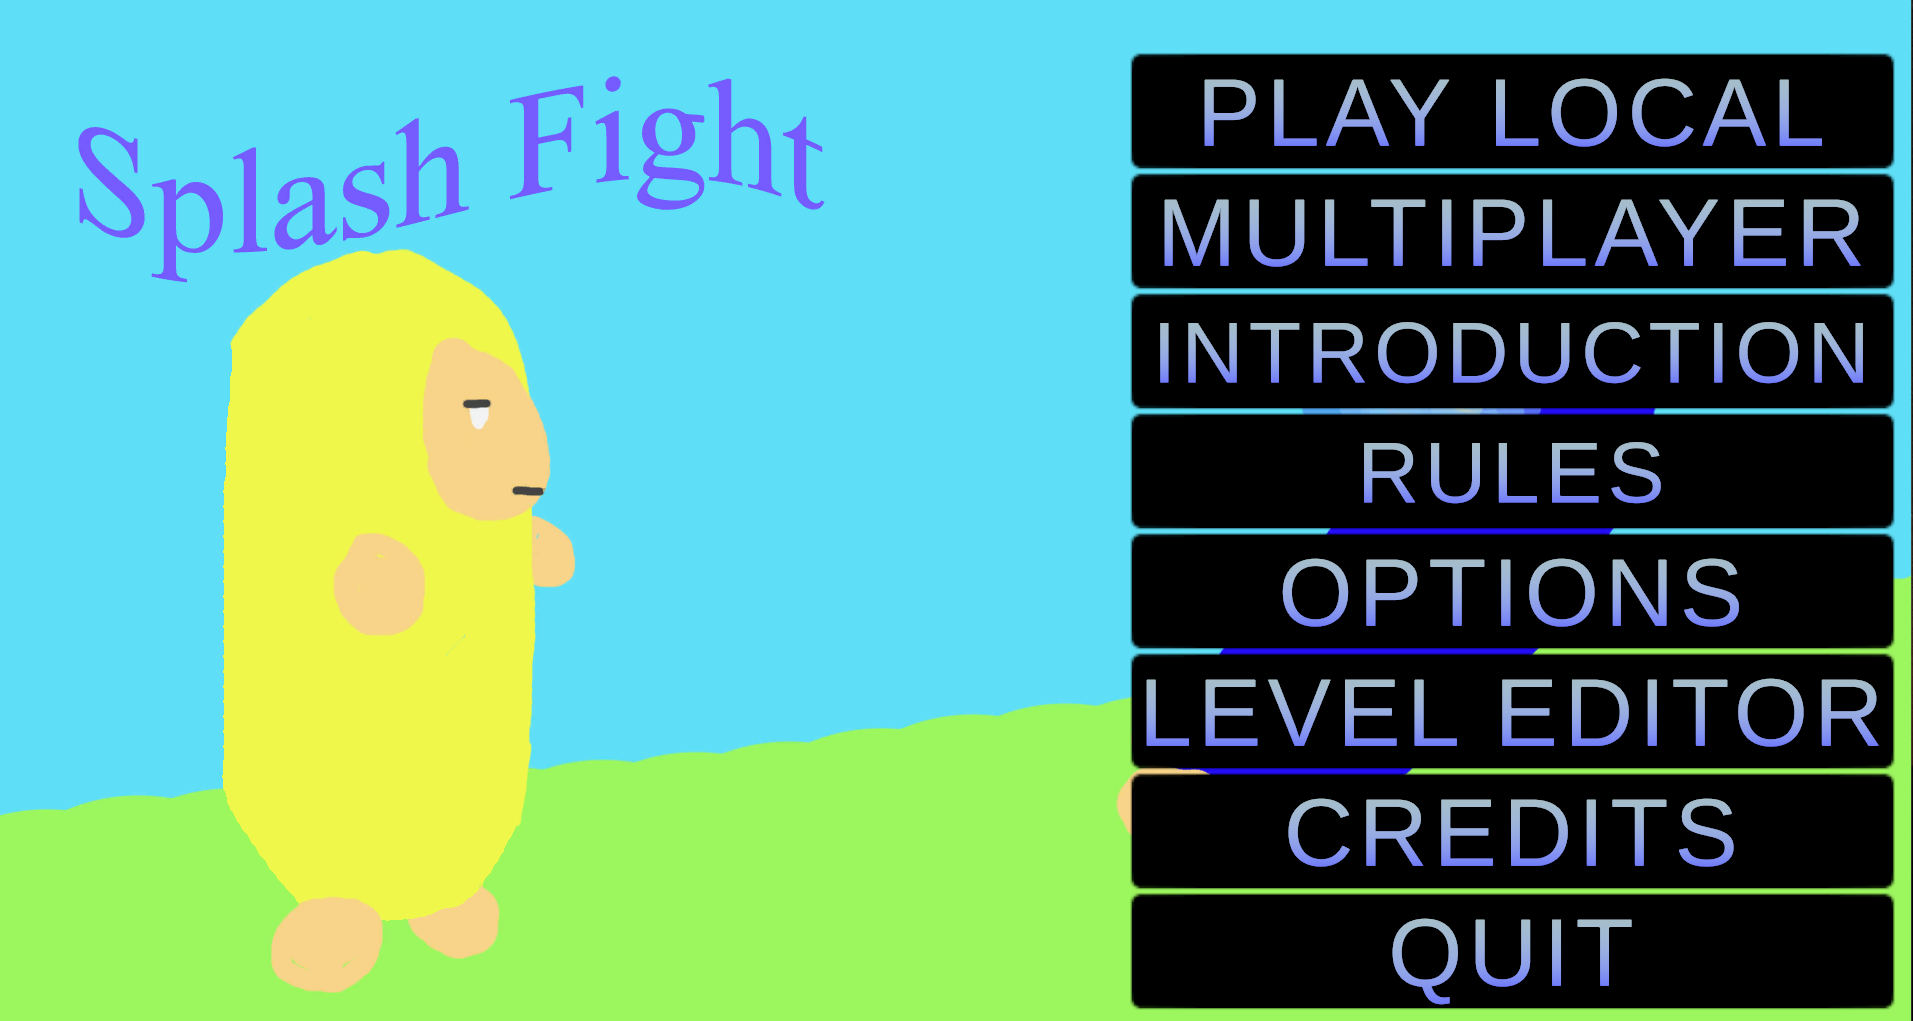 Splash Fight
PLAY LOCAL
MULTIPLAYER
INTRODUCTION
RULES
OPTIONS
LEVEL EDITOR
CREDITS
QUIT